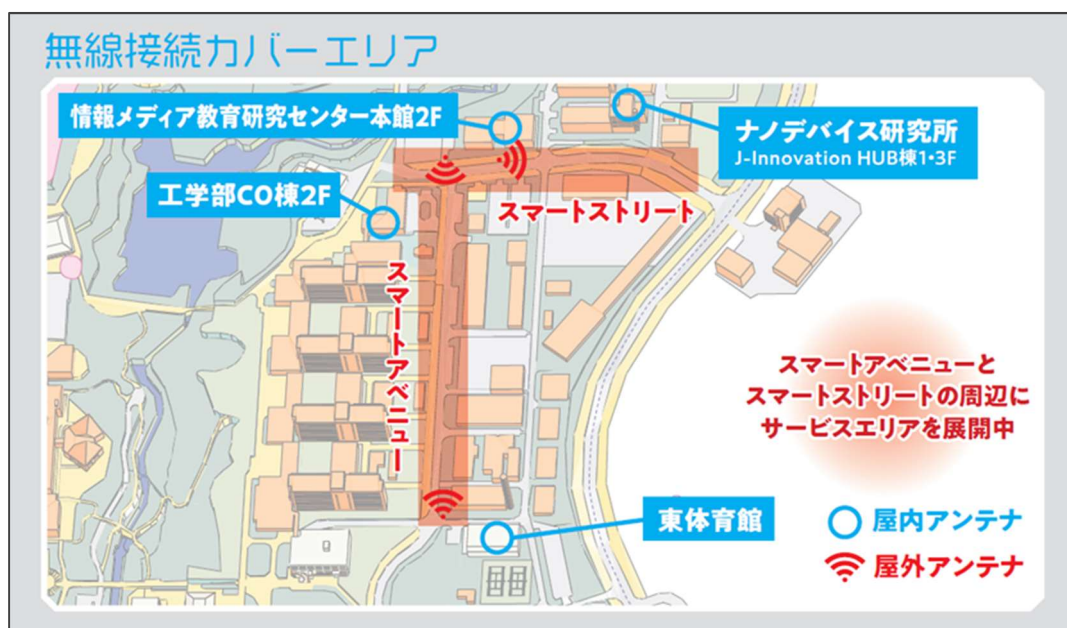 無線接続カバーエリア
情報メディア教育研究センター本館2F
ナノデバイス研究所
J-Innovation HUB棟1・3F
工学部CO棟2F
スマートストリート
スマートアベニュー
スマートアベニューと
スマートストリートの周辺に
サービスエリアを展開中
東体育館
屋内アンテナ
屋外アンテナ